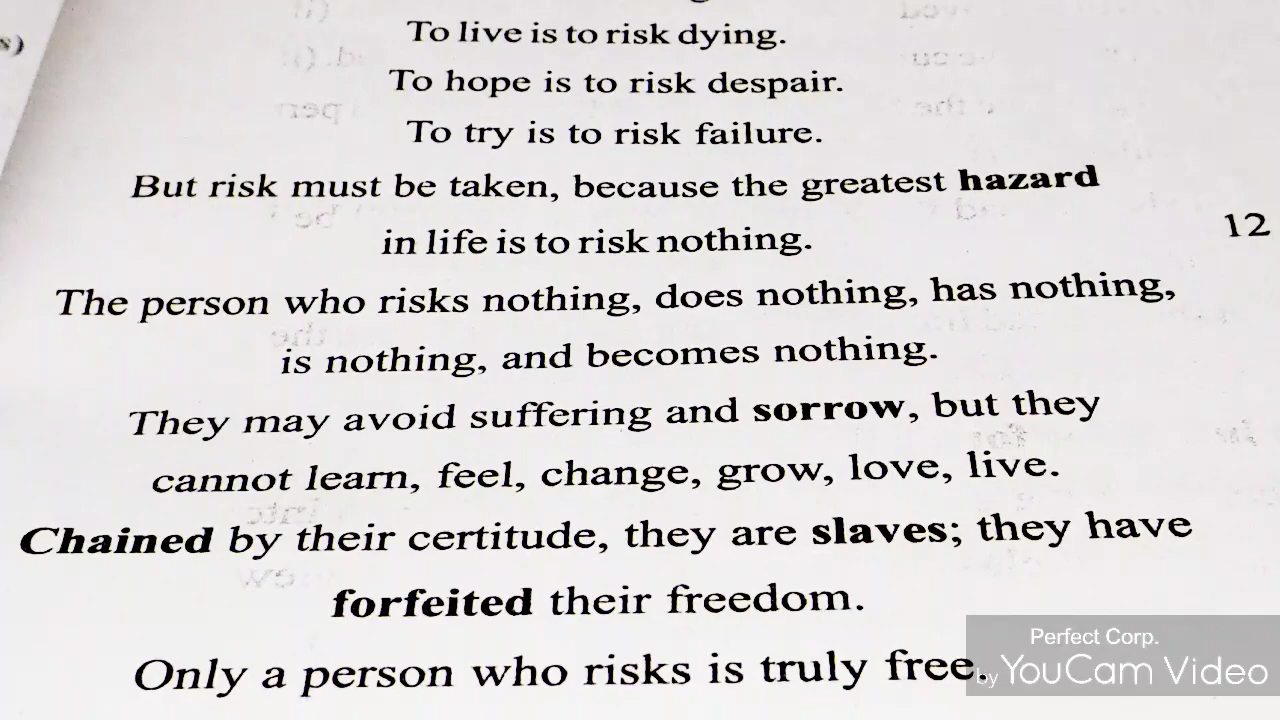 s)
To live is to risk dying.
To hope is to risk despair.
To try is to risk failure.
But risk must be taken, because the greatest hazard
in life is to risk nothing.
12
The person who risks nothing, does nothing, has nothing,
is nothing, and becomes nothing.
They may avoid suffering and sorrow, but they
cannot learn, feel, change, grow, love, live.
Chained by their certitude, they are slaves; they have
forfeited their freedom.
Only a person who risks is truly free.
Perfect Corp.
by YouCam Video